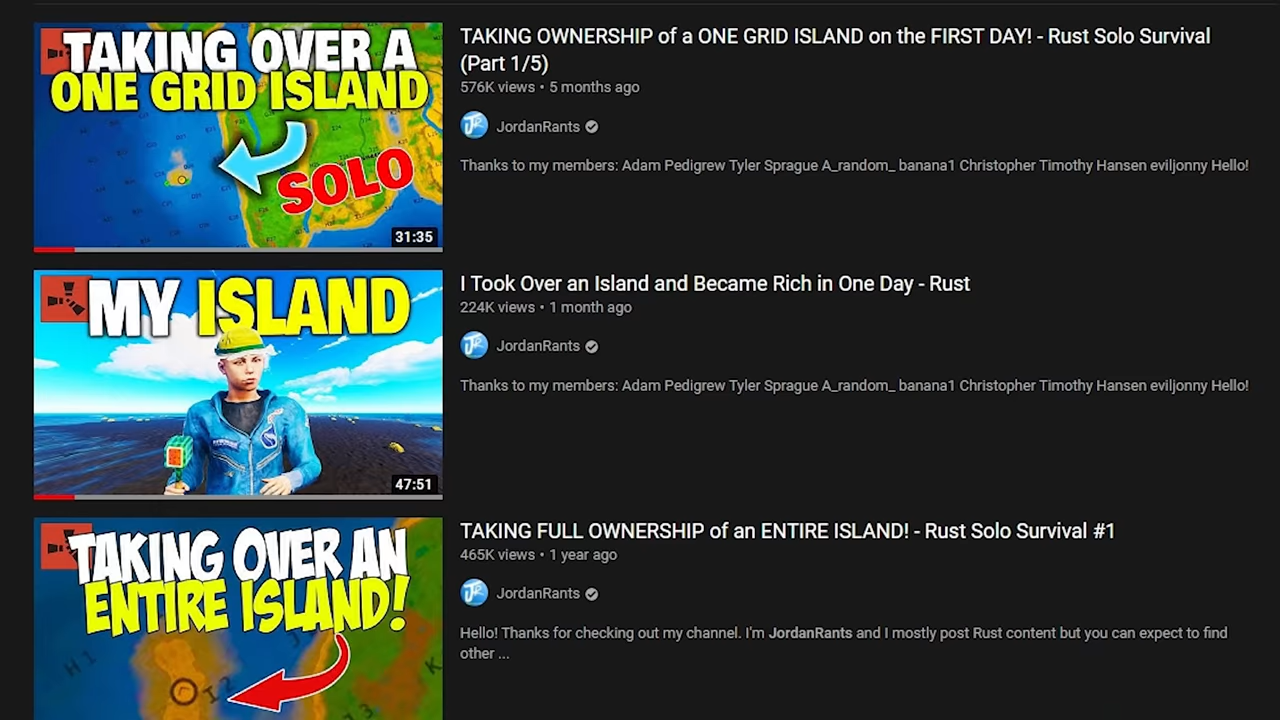 TAKING OVER A
ONE GRID ISLAND
SOLO
31:35
TAKING OWNERSHIP of a ONE GRID ISLAND on the FIRST DAY! - Rust Solo Survival
(Part 1/5)
576K views • 5 months ago
JR JordanRants
Thanks to my members: Adam Pedigrew Tyler Sprague A_random_ banana1 Christopher Timothy Hansen eviljonny Hello!
MY ISLAND
47:51
I Took Over an Island and Became Rich in One Day - Rust
224K views • 1 month ago
JR JordanRants
Thanks to my members: Adam Pedigrew Tyler Sprague A_random_ banana1 Christopher Timothy Hansen eviljonny Hello!
TAKING OVER AN
ENTIRE ISLAND!
H 1
I 2
K
TAKING FULL OWNERSHIP of an ENTIRE ISLAND! - Rust Solo Survival #1
465K views • 1 year ago
JR JordanRants
Hello! Thanks for checking out my channel. I'm JordanRants and I mostly post Rust content but you can expect to find
other ...